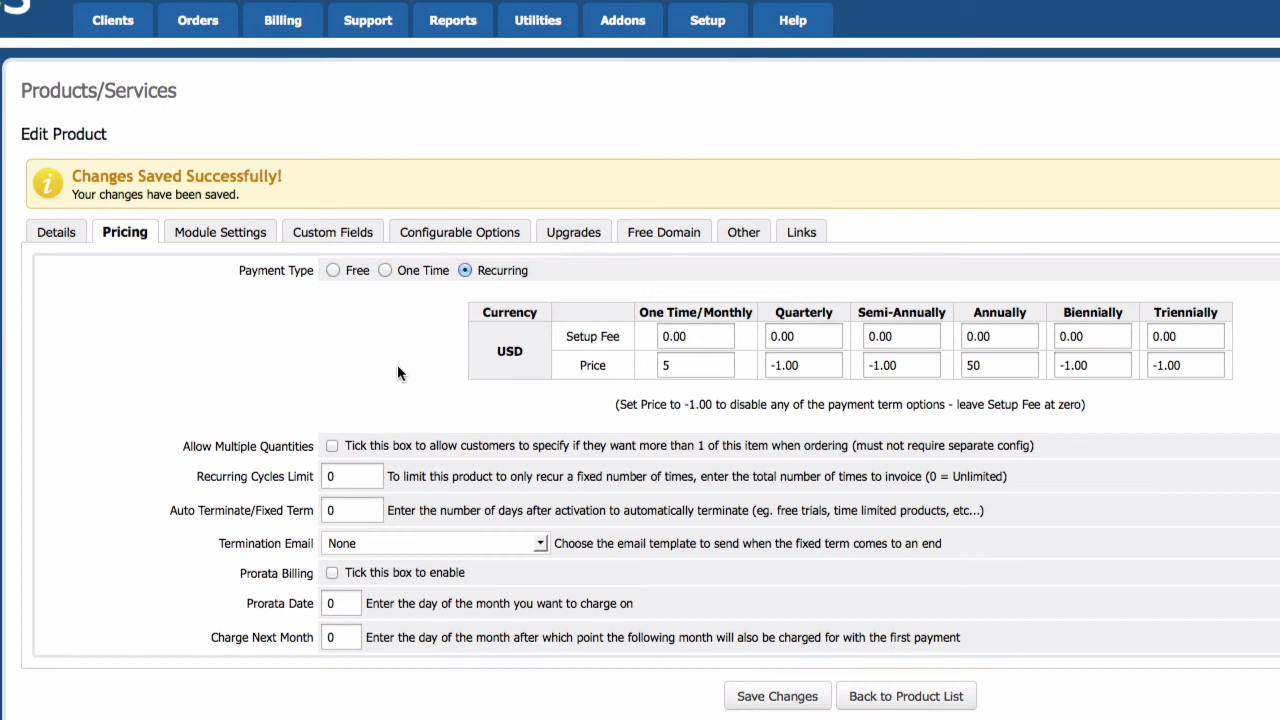 S
Clients Orders Billing Support Reports Utilities Addons Setup Help
Products/Services
Edit Product
Changes Saved Successfully!
Your changes have been saved.
Details Pricing Module Settings Custom Fields Configurable Options Upgrades Free Domain Other Links
Payment Type Free One Time Recurring
Currency One Time/Monthly Quarterly Semi-Annually Annually Biennially Triennially
USD
Setup Fee 0.00 0.00 0.00 0.00 0.00 0.00
Price 5 -1.00 -1.00 50 -1.00 -1.00
(Set Price to -1.00 to disable any of the payment term options - leave Setup Fee at zero)
Allow Multiple Quantities Tick this box to allow customers to specify if they want more than 1 of this item when ordering (must not require separate config)
Recurring Cycles Limit 0 To limit this product to only recur a fixed number of times, enter the total number of times to invoice (0 = Unlimited)
Auto Terminate/Fixed Term 0 Enter the number of days after activation to automatically terminate (eg. free trials, time limited products, etc...)
Termination Email None Choose the email template to send when the fixed term comes to an end
Prorata Billing Tick this box to enable
Prorata Date 0 Enter the day of the month you want to charge on
Charge Next Month 0 Enter the day of the month after which point the following month will also be charged for with the first payment
Save Changes Back to Product List